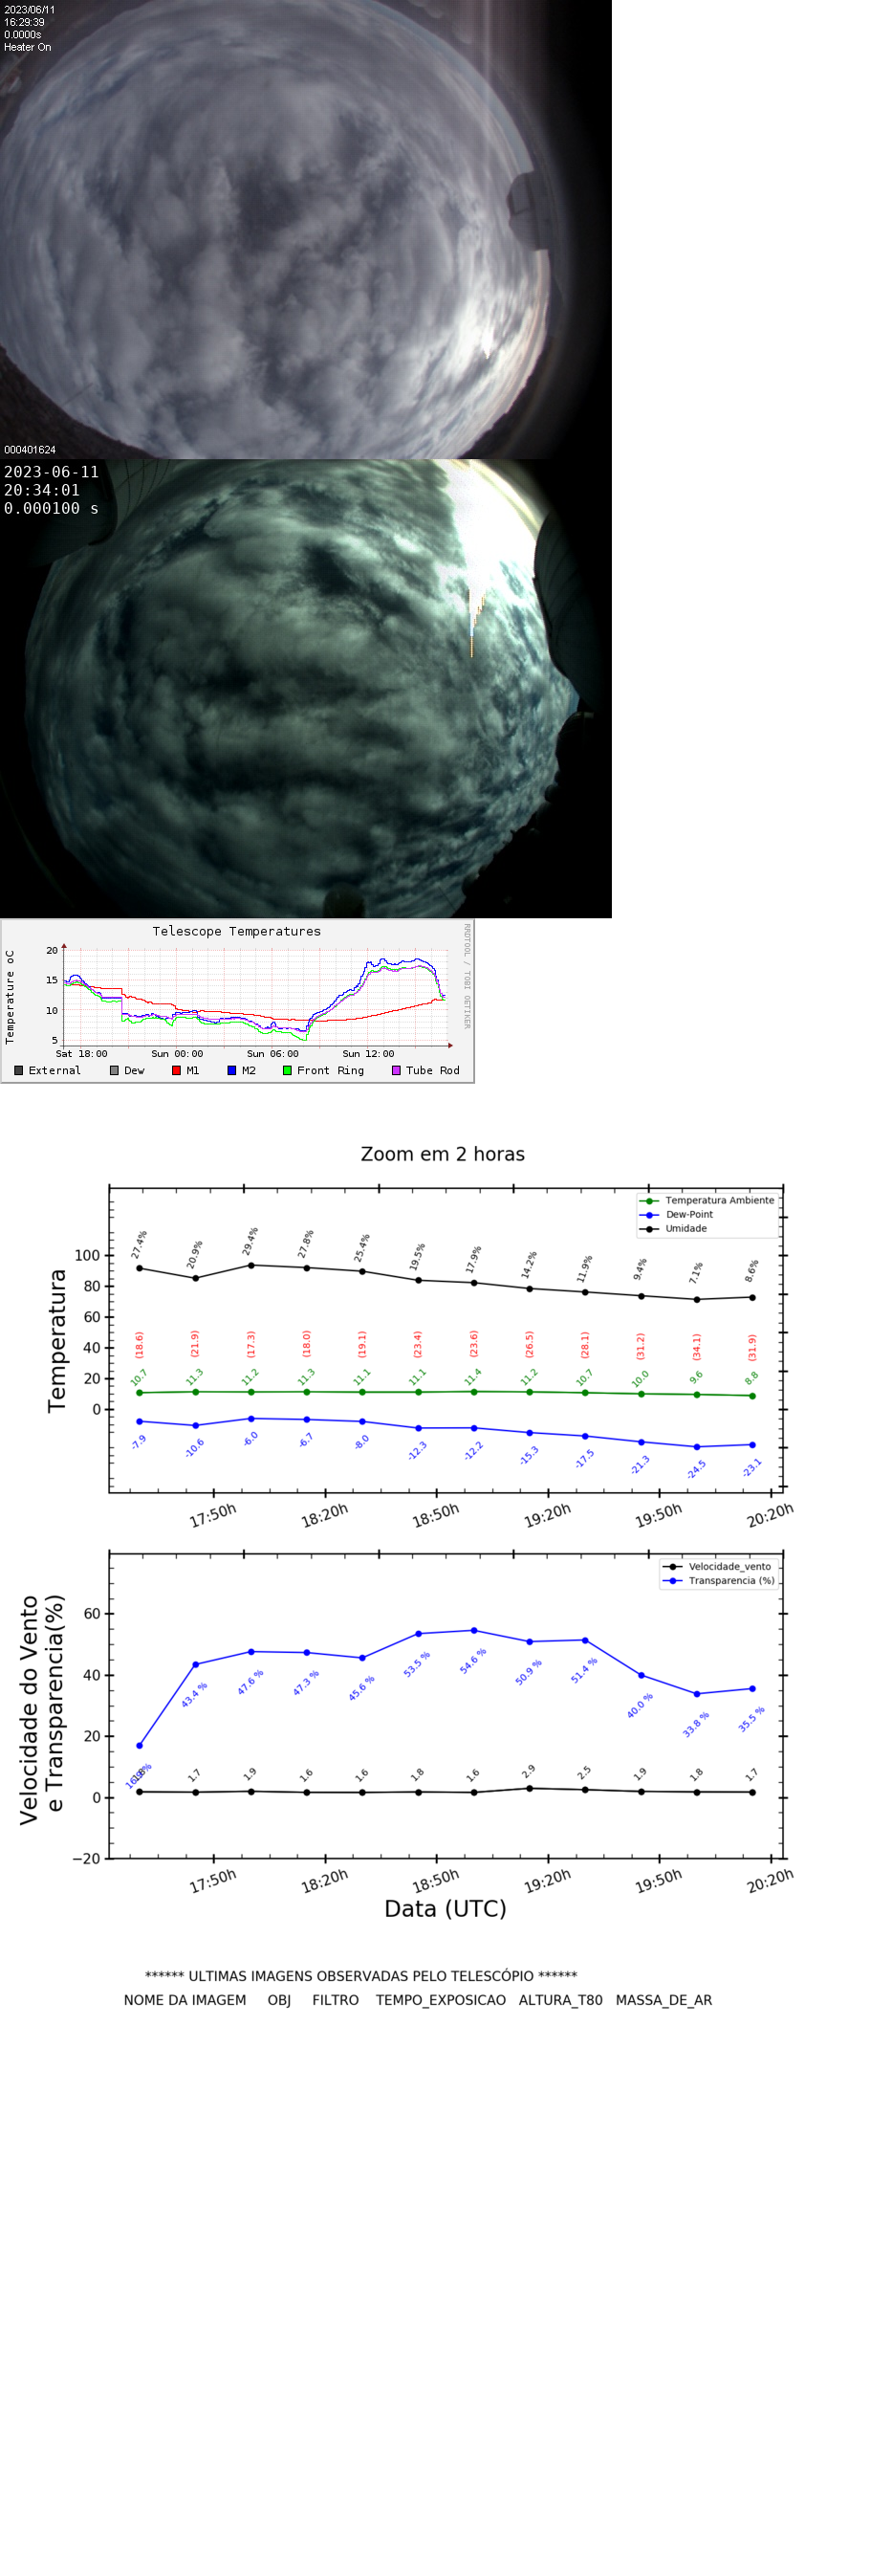 2023/06/11
16:29:39
0.0000s
Heater On
000401624
2023-06-11
20:34:01
0.000100 s
Telescope Temperatures
RRDTOOL / TOBI OETIKER
Temperature oC
20
15
10
5
Sat 18:00 Sun 00:00 Sun 06:00 Sun 12:00
External Dew M1 M2 Front Ring Tube Rod
Zoom em 2 horas
Temperatura Ambiente
Dew-Point
Umidade
Temperatura
100
80
60
40
20
0
27.4% 20.9% 29.4% 27.8% 25.4% 19.5% 17.9% 14.2% 11.9% 9.4% 7.1% 8.6%
(18.6) (21.9) (17.3) (18.0) (19.1) (23.4) (23.6) (26.5) (28.1) (31.2) (34.1) (31.9)
10.7 11.3 11.2 11.3 11.1 11.1 11.4 11.2 10.7 10.0 9.6 8.8
-7.9 -10.6 -6.0 -6.7 -8.0 -12.3 -12.2 -15.3 -17.5 -21.3 -24.5 -23.1
17:50h 18:20h 18:50h 19:20h 19:50h 20:20h
Velocidade_vento
Transparencia (%)
Velocidade do Vento
e Transparencia(%)
60
40
20
0
−20
43.4 % 47.6 % 47.3 % 45.6 % 53.5 % 54.6 % 50.9 % 51.4 % 40.0 % 33.8 % 35.5 %
1.7 1.9 1.6 1.6 1.8 1.6 2.9 2.5 1.9 1.8 1.7
17:50h 18:20h 18:50h 19:20h 19:50h 20:20h
Data (UTC)
****** ULTIMAS IMAGENS OBSERVADAS PELO TELESCÓPIO ******
NOME DA IMAGEM OBJ FILTRO TEMPO_EXPOSICAO ALTURA_T80 MASSA_DE_AR